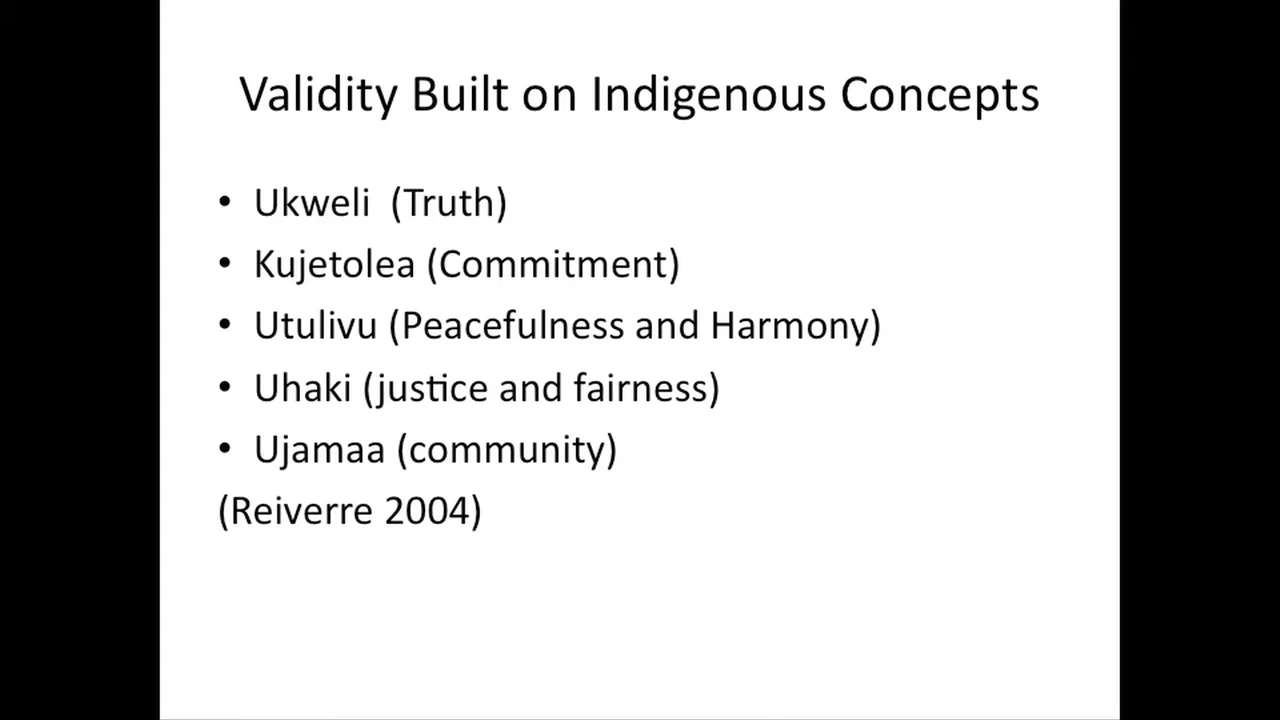 Validity Built on Indigenous Concepts
• Ukweli (Truth)
• Kujetolea (Commitment)
• Utulivu (Peacefulness and Harmony)
• Uhaki (justice and fairness)
• Ujamaa (community)
(Reiverre 2004)